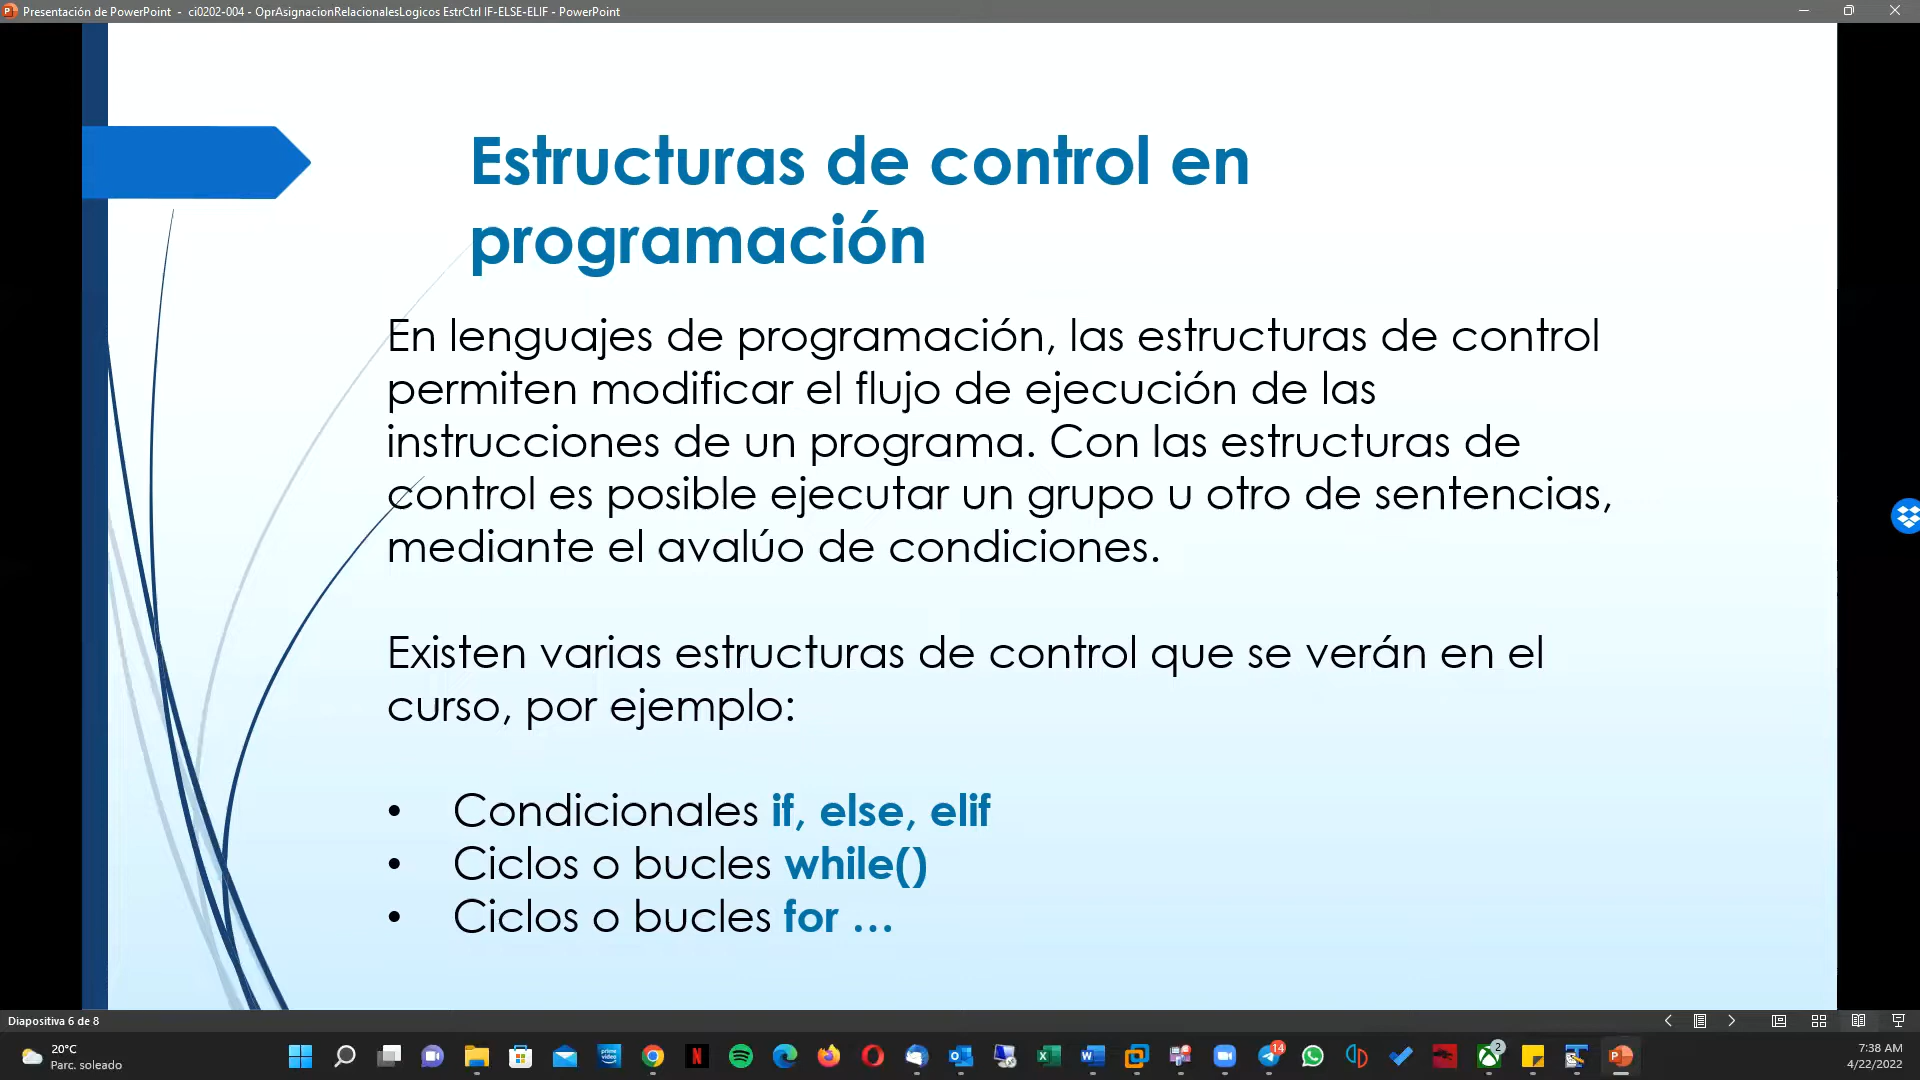 Presentación de PowerPoint - ci0202-004 - OprAsignacionRelacionalesLogicos EstrCtrl IF-ELSE-ELIF - PowerPoint
Estructuras de control en
programación
En lenguajes de programación, las estructuras de control
permiten modificar el flujo de ejecución de las
instrucciones de un programa. Con las estructuras de
control es posible ejecutar un grupo u otro de sentencias,
mediante el avalúo de condiciones.
Existen varias estructuras de control que se verán en el
curso, por ejemplo:
• Condicionales if, else, elif
• Ciclos o bucles while()
• Ciclos o bucles for ...
Diapositiva 6 de 8
20°C
Parc. soleado
prime video
14
2
7:38 AM
4/22/2022